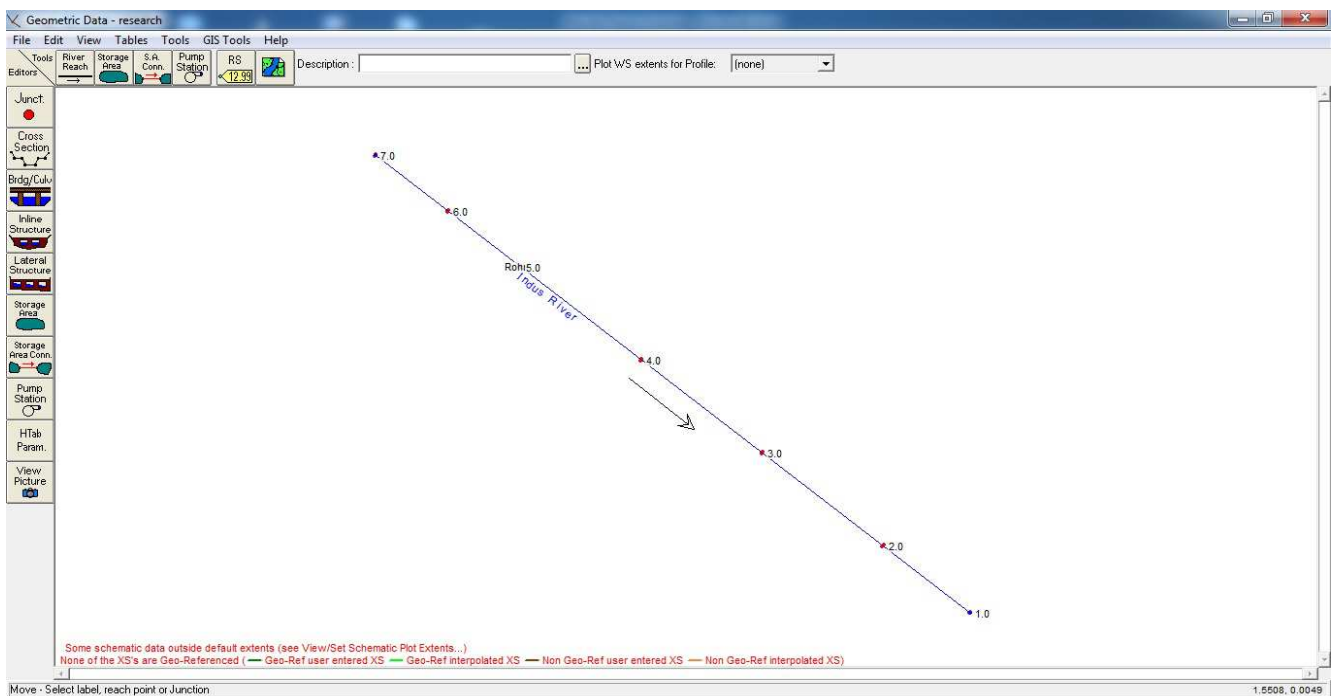 Geometric Data - research
File Edit View Tables Tools GIS Tools Help
Tools
Editors
River Reach
Storage Area
S.A. Conn.
Pump Station
RS
12.99
Description :
...
Plot WS extents for Profile:
(none)
Junct.
Cross Section
Brdg/Culv
Inline Structure
Lateral Structure
Storage Area
Storage Area Conn.
Pump Station
HTab Param.
View Picture
7.0
6.0
Rohi5.0
Indus River
4.0
3.0
2.0
1.0
Some schematic data outside default extents (see View/Set Schematic Plot Extents...)
None of the XS's are Geo-Referenced ( Geo-Ref user entered XS Geo-Ref interpolated XS Non Geo-Ref user entered XS Non Geo-Ref interpolated XS)
Move - Select label, reach point or Junction
1.5508, 0.0049